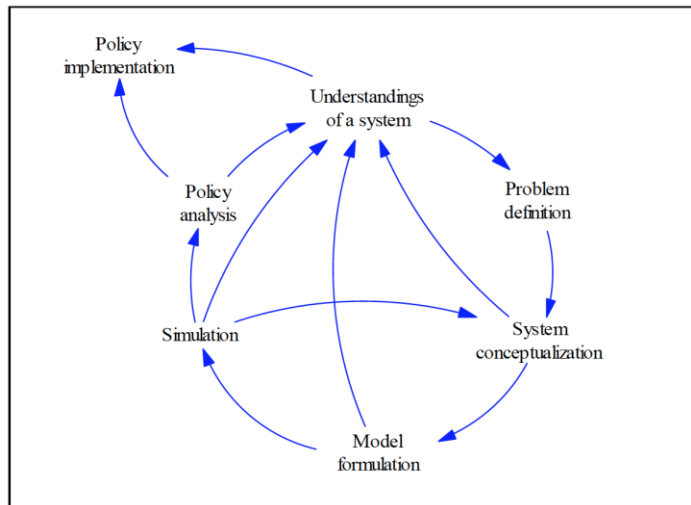 Policy
implementation
Understandings
of a system
Policy
analysis
Problem
definition
Simulation
System
conceptualization
Model
formulation